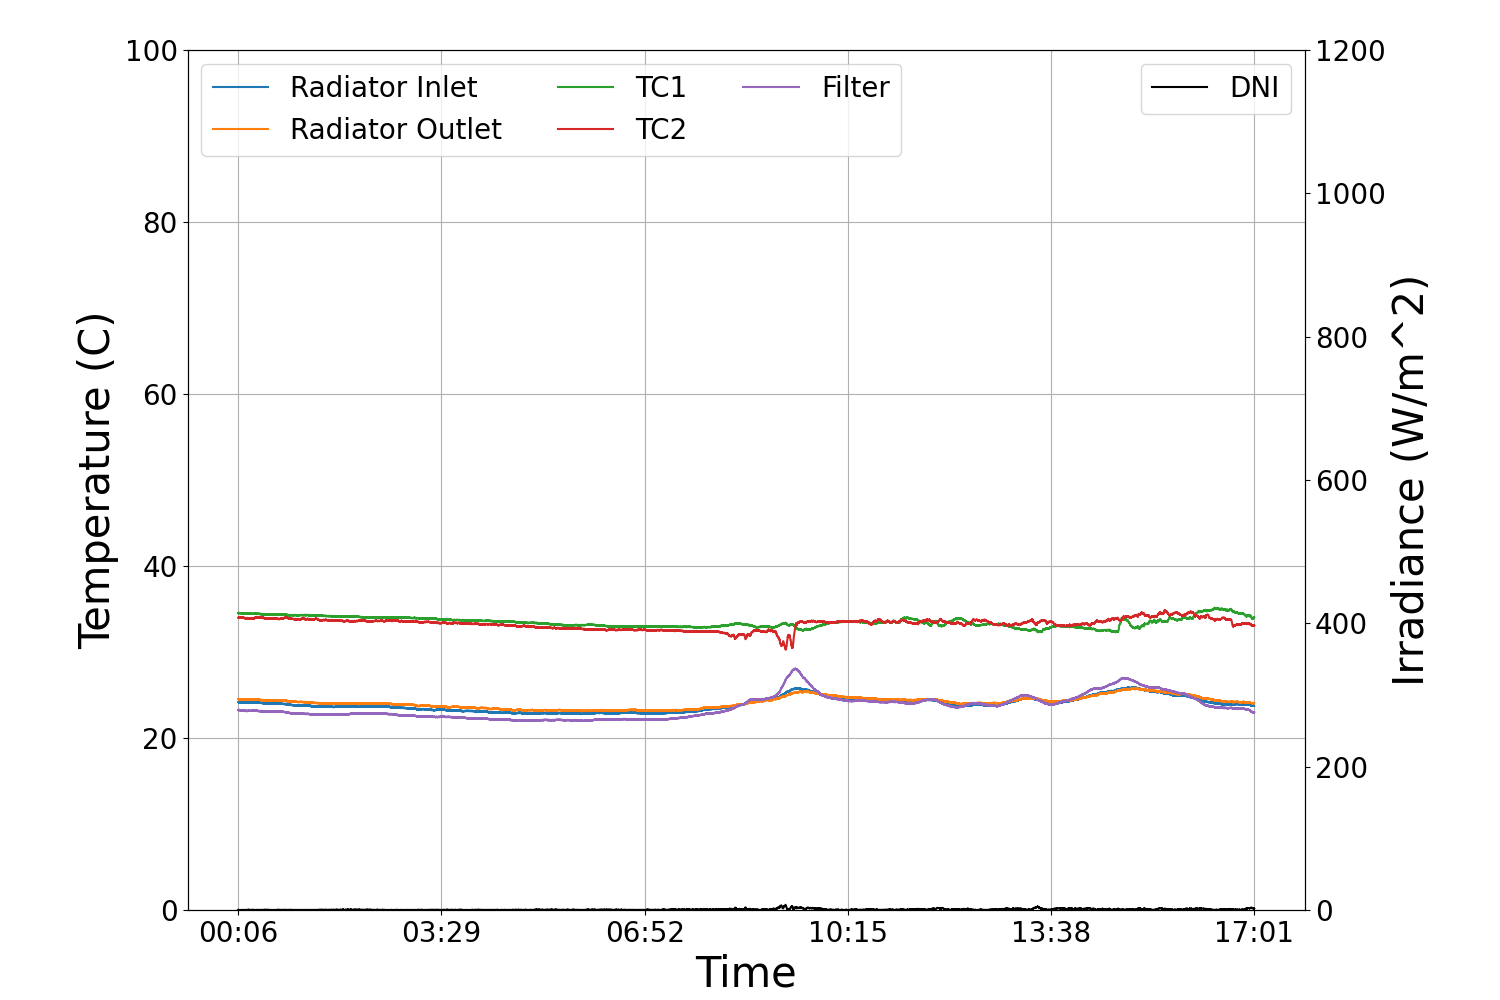 Radiator Inlet
Radiator Outlet
TC1
TC2
Filter
DNI
100
80
60
40
20
0
Temperature (C)
1200
1000
800
600
400
200
0
Irradiance (W/m^2)
00:06 03:29 06:52 10:15 13:38 17:01
Time